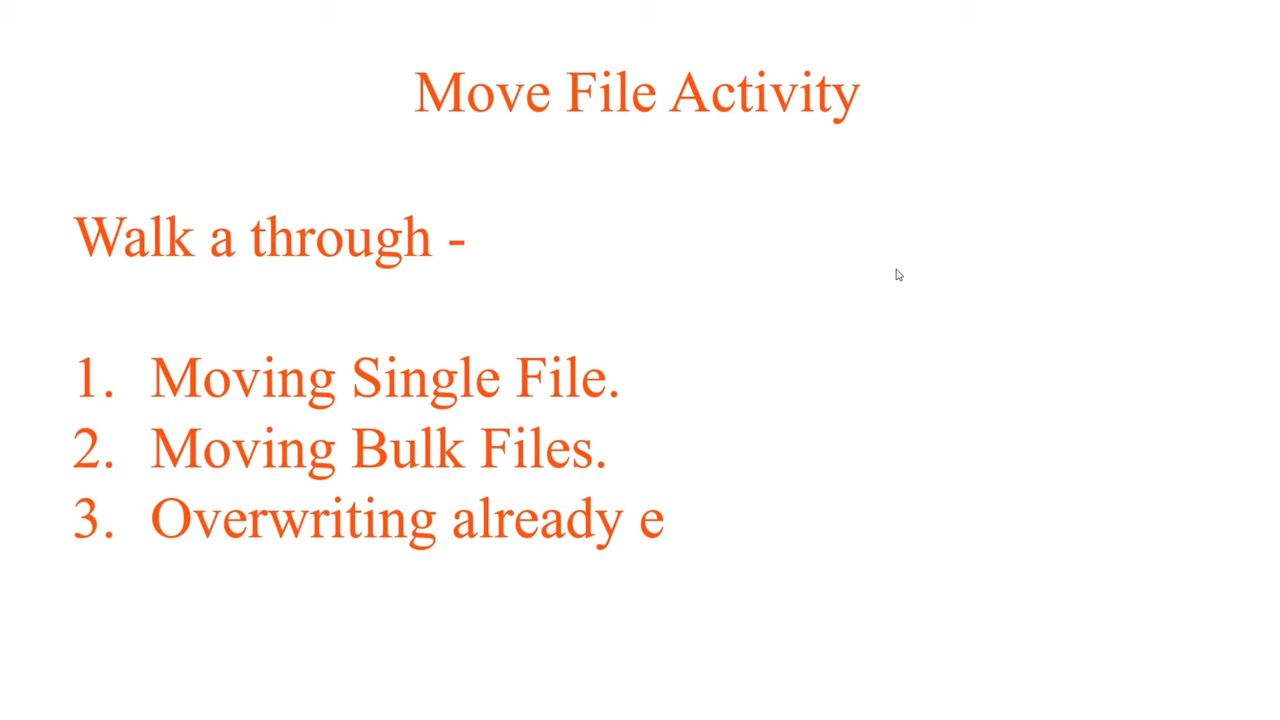 Move File Activity
Walk a through -
1. Moving Single File.
2. Moving Bulk Files.
3. Overwriting already e